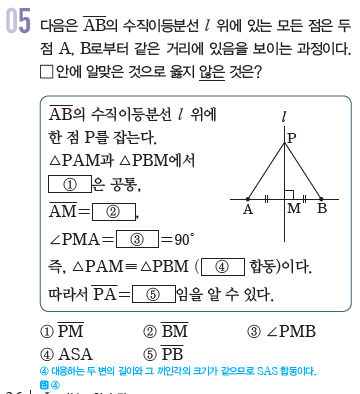 05 다음은 AB의 수직이등분선 l 위에 있는 모든 점은 두
점 A, B로부터 같은 거리에 있음을 보이는 과정이다.
□안에 알맞은 것으로 옳지 않은 것은?
AB의 수직이등분선 l 위에
한 점 P를 잡는다.
△PAM과 △PBM에서
①은 공통,
AM=②,
∠PMA=③=90°
즉, △PAM≡△PBM (④ 합동)이다.
따라서 PA=⑤임을 알 수 있다.
l
P
A M B
① PM ② BM ③ ∠PMB
④ ASA ⑤ PB
④ 대응하는 두 변의 길이와 그 끼인각의 크기가 같으므로 SAS 합동이다.
답 ④